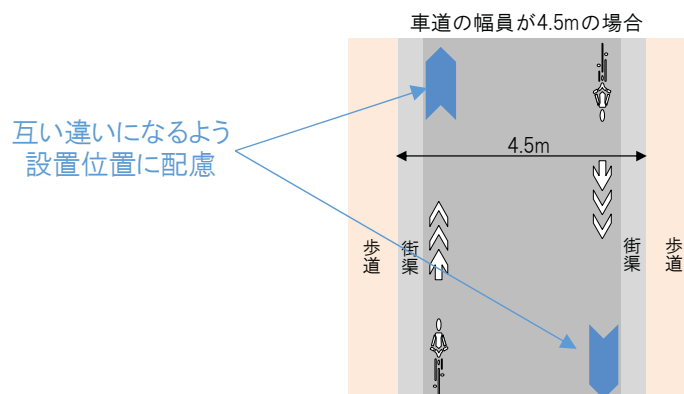 車道の幅員が4.5mの場合
互い違いになるよう
設置位置に配慮
4.5m
歩道
街渠
街渠
歩道